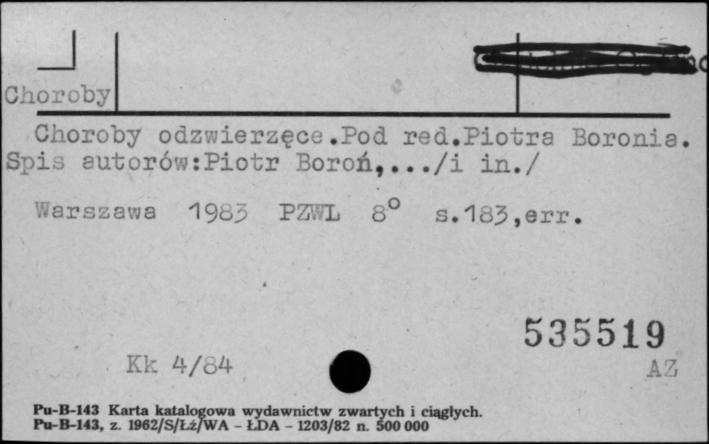 Choroby
Choroby odzwierzęce.Pod red.Piotra Boronia.
Spis autorów:Piotr Boroń,.../i in./
Warszawa 1983 PZWL 8° s.183,err.
535519
Kk 4/84
AZ
Pu-B-143 Karta katalogowa wydawnictw zwartych i ciągłych.
Pu-B-143, z. 1962/S/Łż/WA - ŁDA - 1203/82 n. 500 000